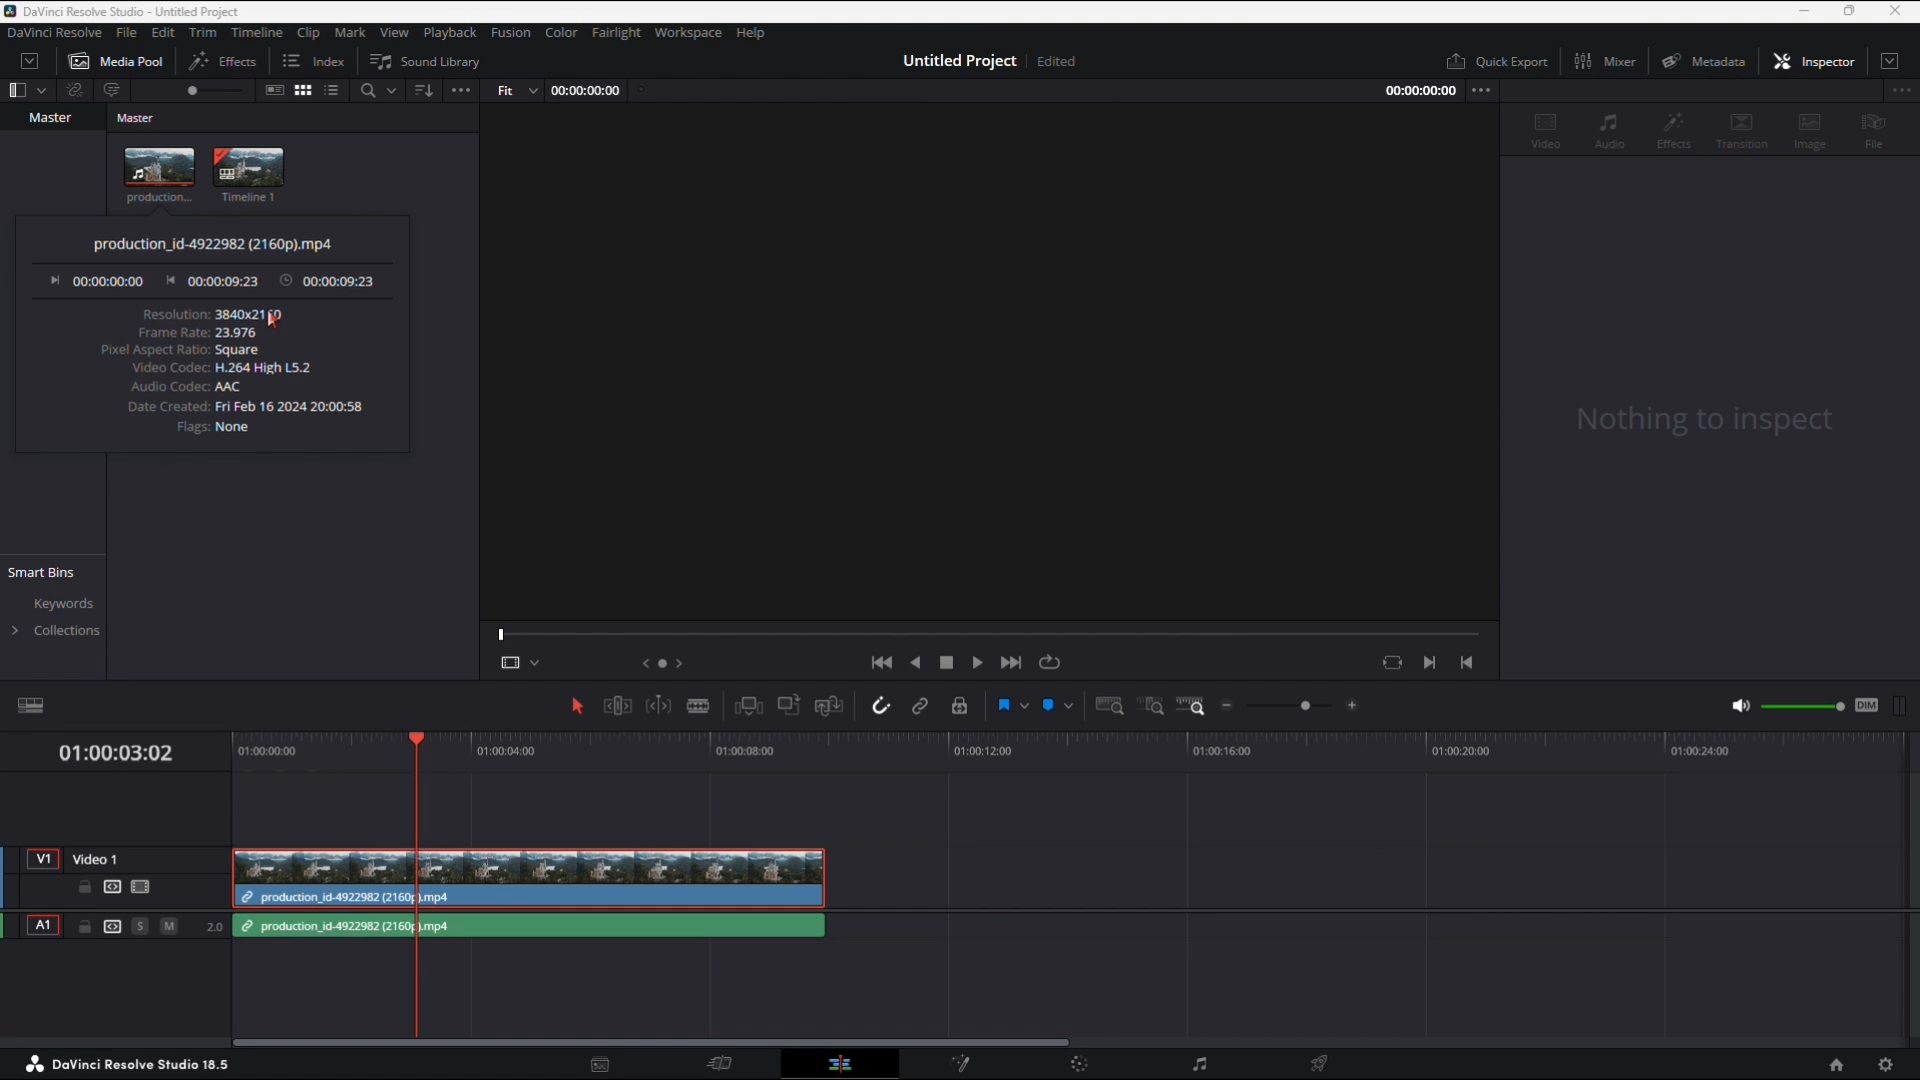 DaVinci Resolve Studio - Untitled Project
DaVinci Resolve File Edit Trim Timeline Clip Mark View Playback Fusion Color Fairlight Workspace Help
Media Pool Effects Index Sound Library Untitled Project Edited Quick Export Mixer Metadata Inspector
Fit 00:00:00:00 00:00:00:00
Master Master
Video Audio Effects Transition Image File
production... Timeline 1
production_id-4922982 (2160p).mp4
00:00:00:00 00:00:09:23 00:00:09:23
Resolution: 3840x2160
Frame Rate: 23.976
Pixel Aspect Ratio: Square
Video Codec: H.264 High L5.2
Audio Codec: AAC
Date Created: Fri Feb 16 2024 20:00:58
Flags: None
Nothing to inspect
Smart Bins
Keywords
Collections
DIM
01:00:03:02 01:00:00:00 01:00:04:00 01:00:08:00 01:00:12:00 01:00:16:00 01:00:20:00 01:00:24:00
V1 Video 1
production_id-4922982 (2160p).mp4
A1 S M 2.0 production_id-4922982 (2160p).mp4
DaVinci Resolve Studio 18.5